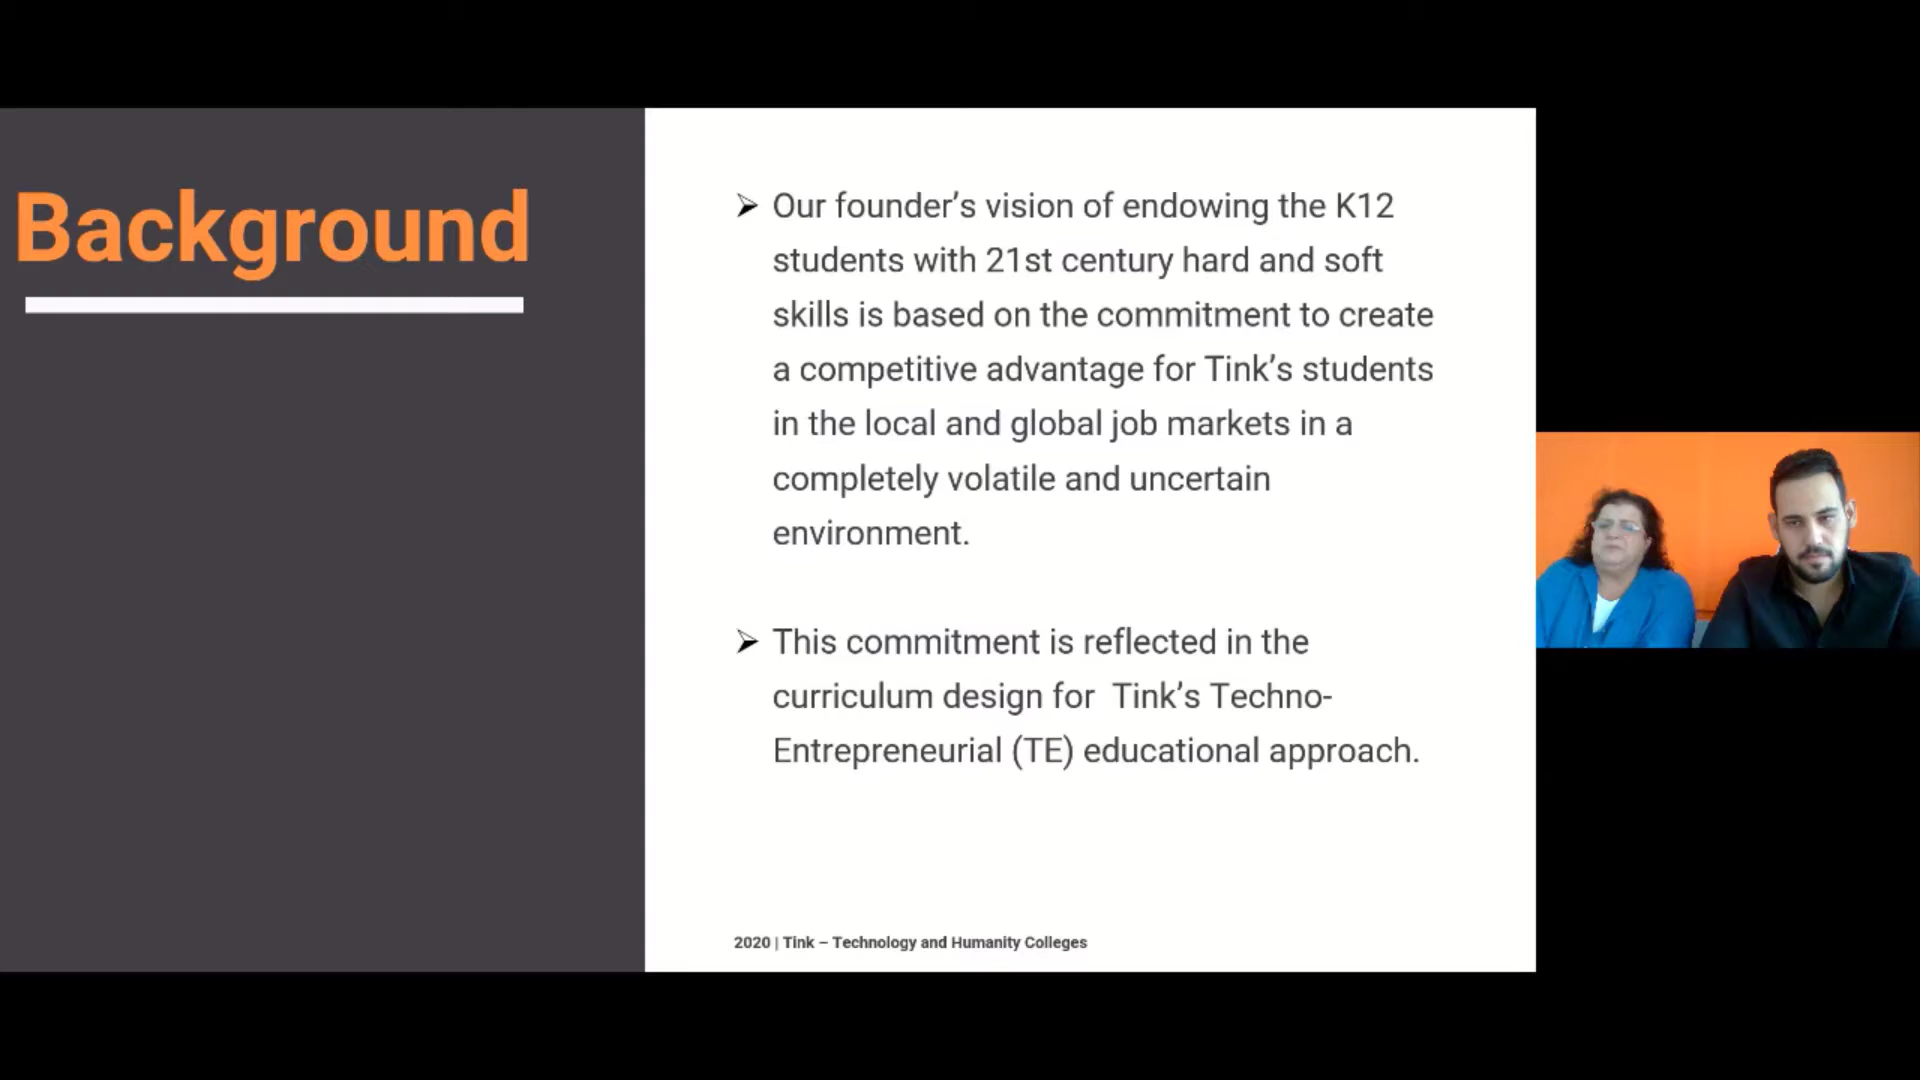 Background
➢ Our founder’s vision of endowing the K12
students with 21st century hard and soft
skills is based on the commitment to create
a competitive advantage for Tink’s students
in the local and global job markets in a
completely volatile and uncertain
environment.
➢ This commitment is reflected in the
curriculum design for  Tink’s Techno-
Entrepreneurial (TE) educational approach.
2020 | Tink – Technology and Humanity Colleges